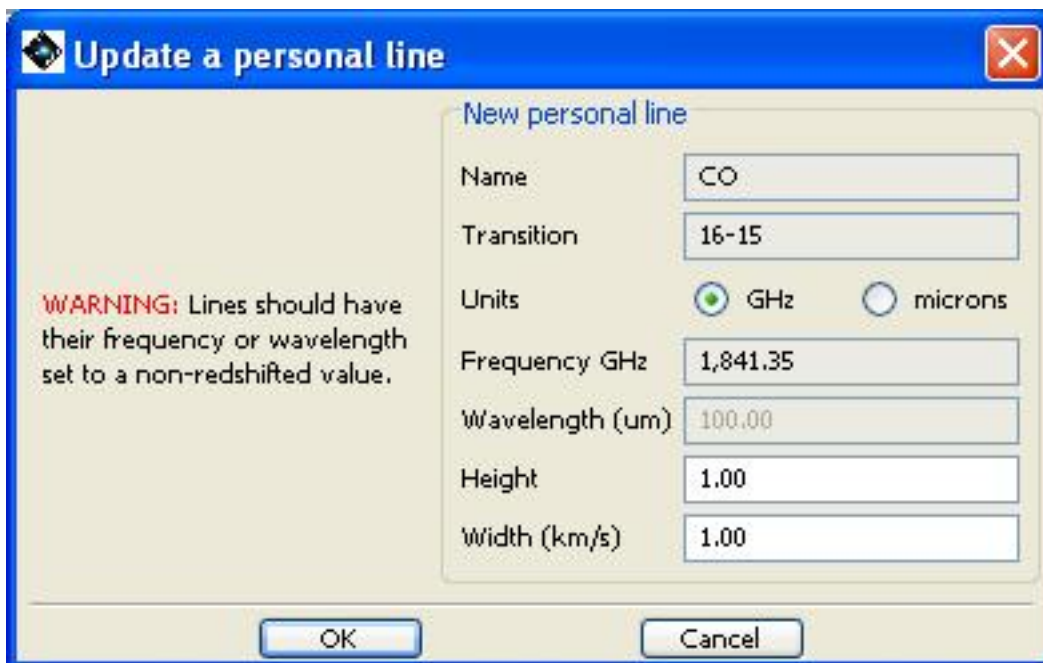 Update a personal line
WARNING: Lines should have
their frequency or wavelength
set to a non-redshifted value.
New personal line
Name CO
Transition 16-15
Units GHz microns
Frequency GHz 1,841.35
Wavelength (um) 100.00
Height 1.00
Width (km/s) 1.00
OK Cancel